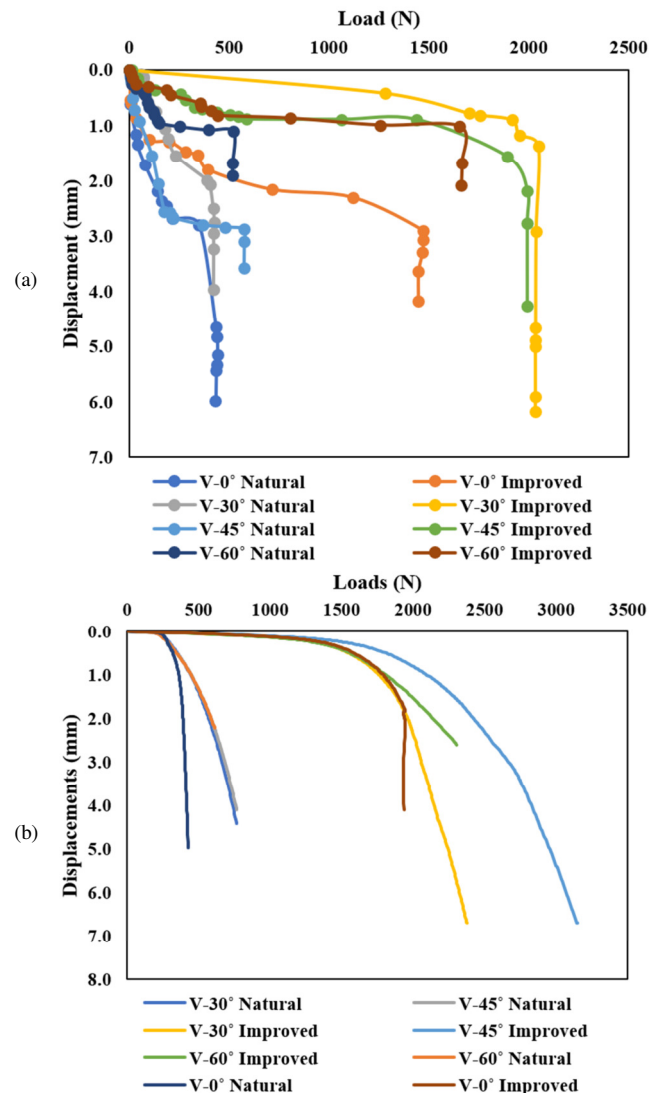 Load (N)
0 500 1000 1500 2000 2500
0.0
1.0
2.0
3.0
4.0
5.0
6.0
7.0
Displacment (mm)
(a)
V-0° Natural V-0° Improved
V-30° Natural V-30° Improved
V-45° Natural V-45° Improved
V-60° Natural V-60° Improved
Loads (N)
0 500 1000 1500 2000 2500 3000 3500
0.0
1.0
2.0
3.0
4.0
5.0
6.0
7.0
8.0
Displacements (mm)
(b)
V-30° Natural V-45° Natural
V-30° Improved V-45° Improved
V-60° Improved V-60° Natural
V-0° Natural V-0° Improved